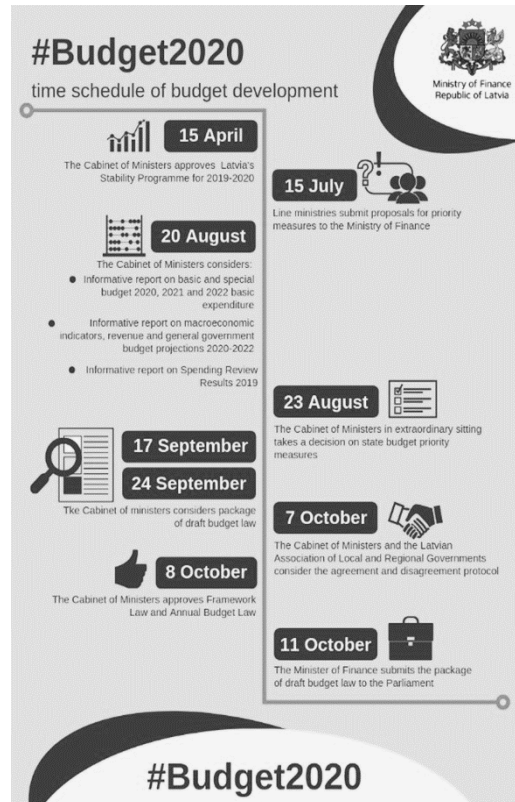 #Budget2020
time schedule of budget development
Ministry of Finance
Republic of Latvia
15 April
The Cabinet of Ministers approves Latvia's
Stability Programme for 2019-2020
15 July
Line ministries submit proposals for priority
measures to the Ministry of Finance
20 August
The Cabinet of Ministers considers:
● Informative report on basic and special
budget 2020, 2021 and 2022 basic
expenditure
● Informative report on macroeconomic
indicators, revenue and general government
budget projections 2020-2022
● Informative report on Spending Review
Results 2019
23 August
The Cabinet of Ministers in extraordinary sitting
takes a decision on state budget priority
measures
17 September
24 September
Tke Cabinet of ministers considers package
of draft budget law
7 October
The Cabinet of Ministers and the Latvian
Association of Local and Regional Governments
consider the agreement and disagreement protocol
8 October
The Cabinet of Ministers approves Framework
Law and Annual Budget Law
11 October
The Minister of Finance submits the package
of draft budget law to the Parliament
#Budget2020